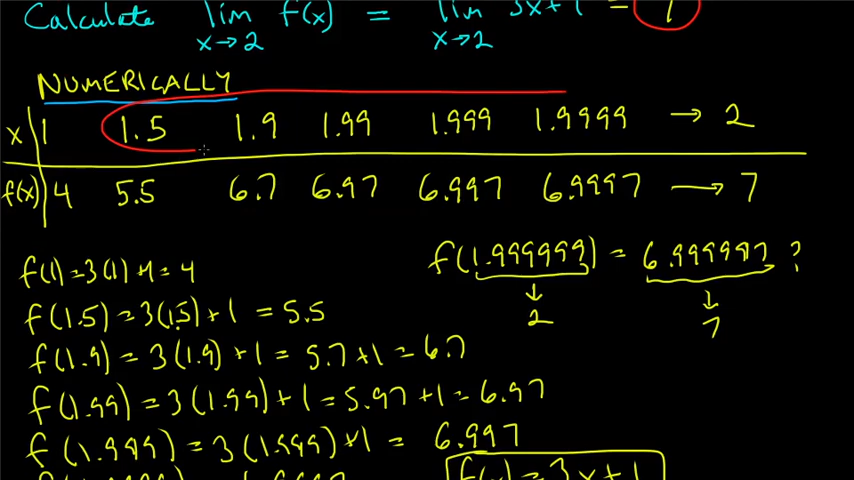 Calculate lim x→2 f(x) = lim x→2 3x+1 = 7
NUMERICALLY
x 1 1.5 1.9 1.99 1.999 1.9999 → 2
f(x) 4 5.5 6.7 6.97 6.997 6.9997 → 7
f(1.999999) = 6.999997 ?
↓ 2 ↓ 7
f(1)=3(1)+1=4
f(1.5)=3(1.5)+1=5.5
f(1.9)=3(1.9)+1=5.7+1=6.7
f(1.99)=3(1.99)+1=5.97+1=6.97
f(1.999)=3(1.999)+1=6.997
f(x)=3x+1